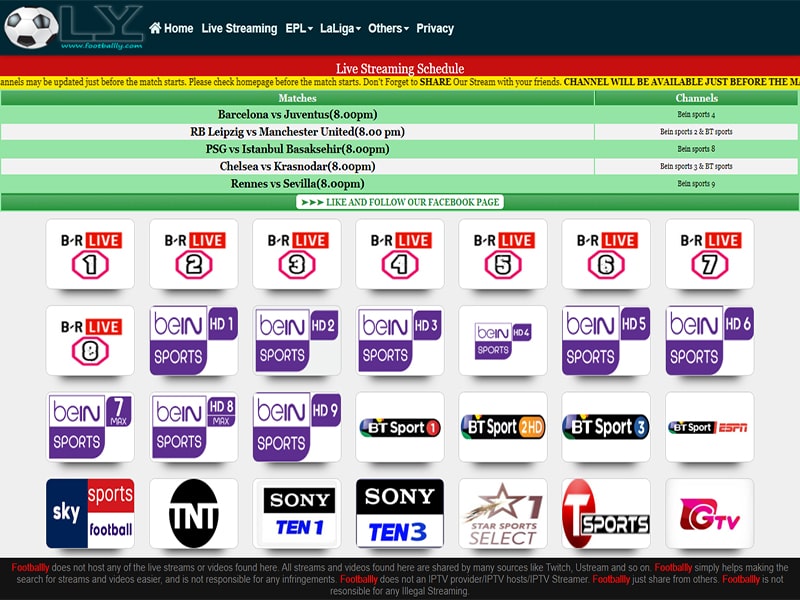 LY
www.footballly.com
Home Live Streaming EPL LaLiga Others Privacy
Live Streaming Schedule
annels may be updated just before the match starts. Please check homepage before the match starts. Don't Forget to SHARE Our Stream with your friends. CHANNEL WILL BE AVAILABLE JUST BEFORE THE MA
Matches Channels
Barcelona vs Juventus(8.00pm) Bein sports 4
RB Leipzig vs Manchester United(8.00 pm) Bein sports 2 & BT sports
PSG vs Istanbul Basaksehir(8.00pm) Bein sports 8
Chelsea vs Krasnodar(8.00pm) Bein sports 3 & BT sports
Rennes vs Sevilla(8.00pm) Bein sports 9
➤➤➤ LIKE AND FOLLOW OUR FACEBOOK PAGE
B/R LIVE 1 B/R LIVE 2 B/R LIVE 3 B/R LIVE 4 B/R LIVE 5 B/R LIVE 6 B/R LIVE 7
B/R LIVE 8 beIN SPORTS HD 1 beIN SPORTS HD 2 beIN SPORTS HD 3 beIN SPORTS HD 4 beIN SPORTS HD 5 beIN SPORTS HD 6
beIN SPORTS 7 MAX beIN SPORTS HD 8 MAX beIN SPORTS HD 9 BT Sport 1 BT Sport 2HD BT Sport 3 BT Sport ESPN
sky sports football TNT SONY TEN 1 SONY TEN 3 STAR SPORTS SELECT 1 T SPORTS GTV
Footballly does not host any of the live streams or videos found here. All streams and videos found here are shared by many sources like Twitch, Ustream and so on. Footballly simply helps making the
search for streams and videos easier, and is not responsible for any infringements. Footballly does not an IPTV provider/IPTV hosts/IPTV Streamer. Footballly just share from others. Footballly is not
resonsible for any Illegal Streaming.